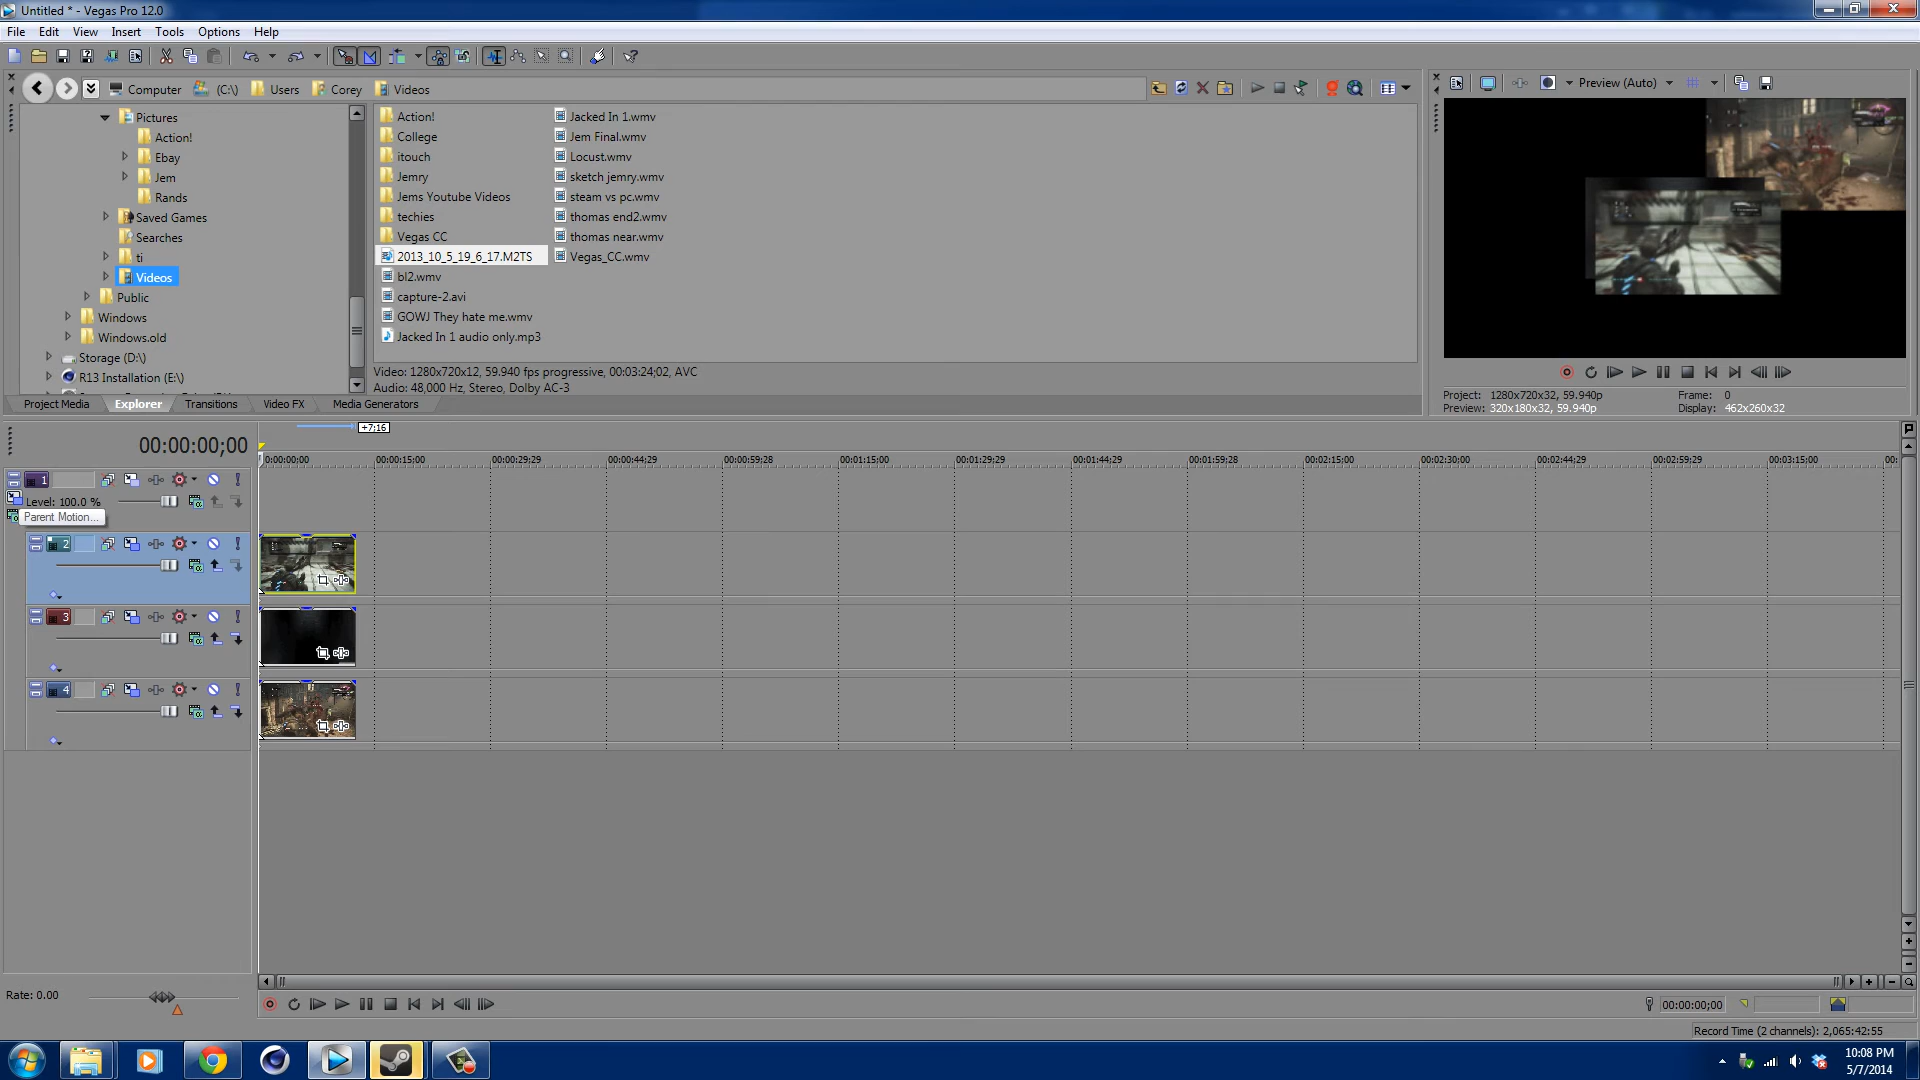 Untitled * - Vegas Pro 12.0
File Edit View Insert Tools Options Help
Computer (C:\) Users Corey Videos
Preview (Auto)
Pictures
Action!
Ebay
Jem
Rands
Saved Games
Searches
ti
Videos
Public
Windows
Windows.old
Storage (D:\)
R13 Installation (E:\)
Action!
College
itouch
Jemry
Jems Youtube Videos
techies
Vegas CC
2013_10_5_19_6_17.M2TS
bl2.wmv
capture-2.avi
GOWJ They hate me.wmv
Jacked In 1 audio only.mp3
Jacked In 1.wmv
Jem Final.wmv
Locust.wmv
sketch jemry.wmv
steam vs pc.wmv
thomas end2.wmv
thomas near.wmv
Vegas_CC.wmv
Video: 1280x720x12, 59.940 fps progressive, 00:03:24;02, AVC
Audio: 48,000 Hz, Stereo, Dolby AC-3
Project Media Explorer Transitions Video FX Media Generators
Project: 1280x720x32, 59.940p Frame: 0
Preview: 320x180x32, 59.940p Display: 462x260x32
+7;16
00:00:00;00
0:00:00;00 00:00:15;00 00:00:29;29 00:00:44;29 00:00:59;28 00:01:15;00 00:01:29;29 00:01:44;29 00:01:59;28 00:02:15;00 00:02:30;00 00:02:44;29 00:02:59;29 00:03:15;00 00:
1
Level: 100.0 %
Parent Motion...
2
3
4
Rate: 0.00
00:00:00;00
Record Time (2 channels): 2,065:42:55
10:08 PM
5/7/2014